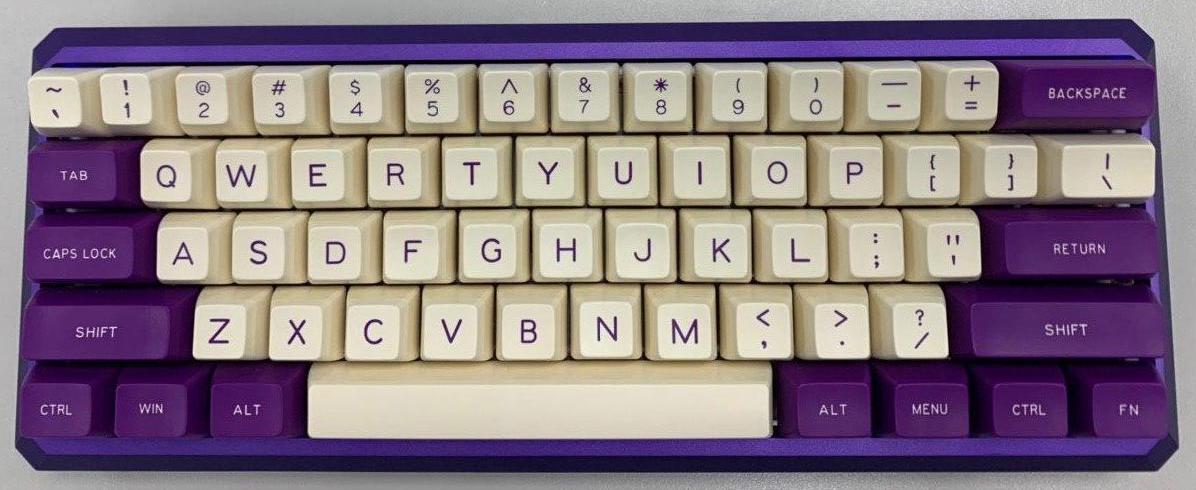 ~ ! @ # $ % ^ & * ( ) — +
` 1 2 3 4 5 6 7 8 9 0 - = BACKSPACE
TAB Q W E R T Y U I O P { [ } ] | \
CAPS LOCK A S D F G H J K L : ; " ' RETURN
SHIFT Z X C V B N M < , > . ? / SHIFT
CTRL WIN ALT ALT MENU CTRL FN